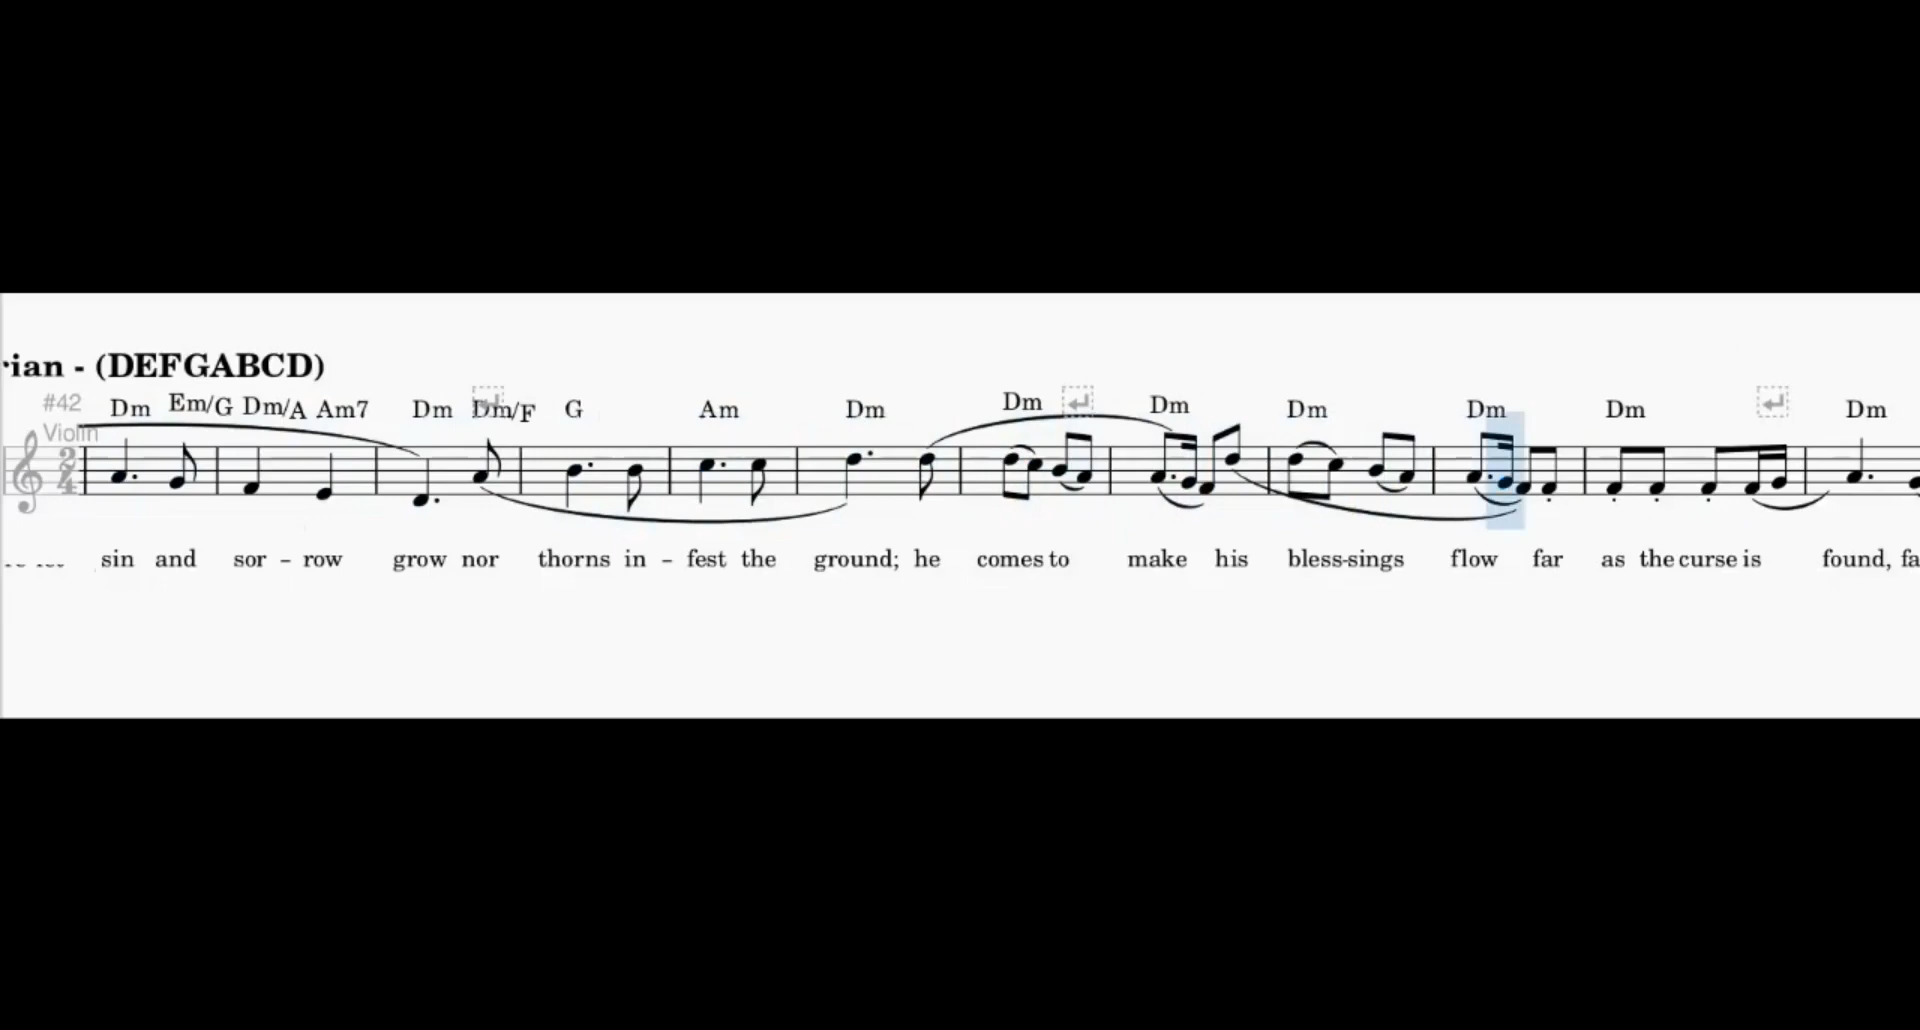 rian - (DEFGABCD)
#42 Dm Em/G Dm/A Am7 Dm Dm/F G Am Dm Dm Dm Dm Dm Dm Dm
Violin
2
4
sin and sor - row grow nor thorns in - fest the ground; he comes to make his bless-sings flow far as the curse is found, fa